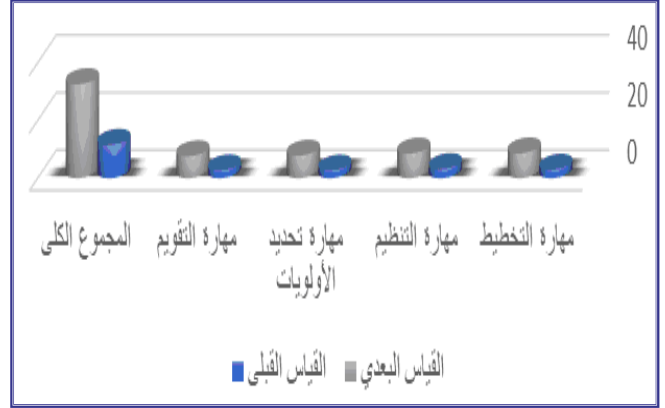 40
20
0
مهارة التخطيط
مهارة التنظيم
مهارة تحديد
الأولويات
مهارة التقويم
المجموع الكلى
القياس البعدي
القياس القبلى